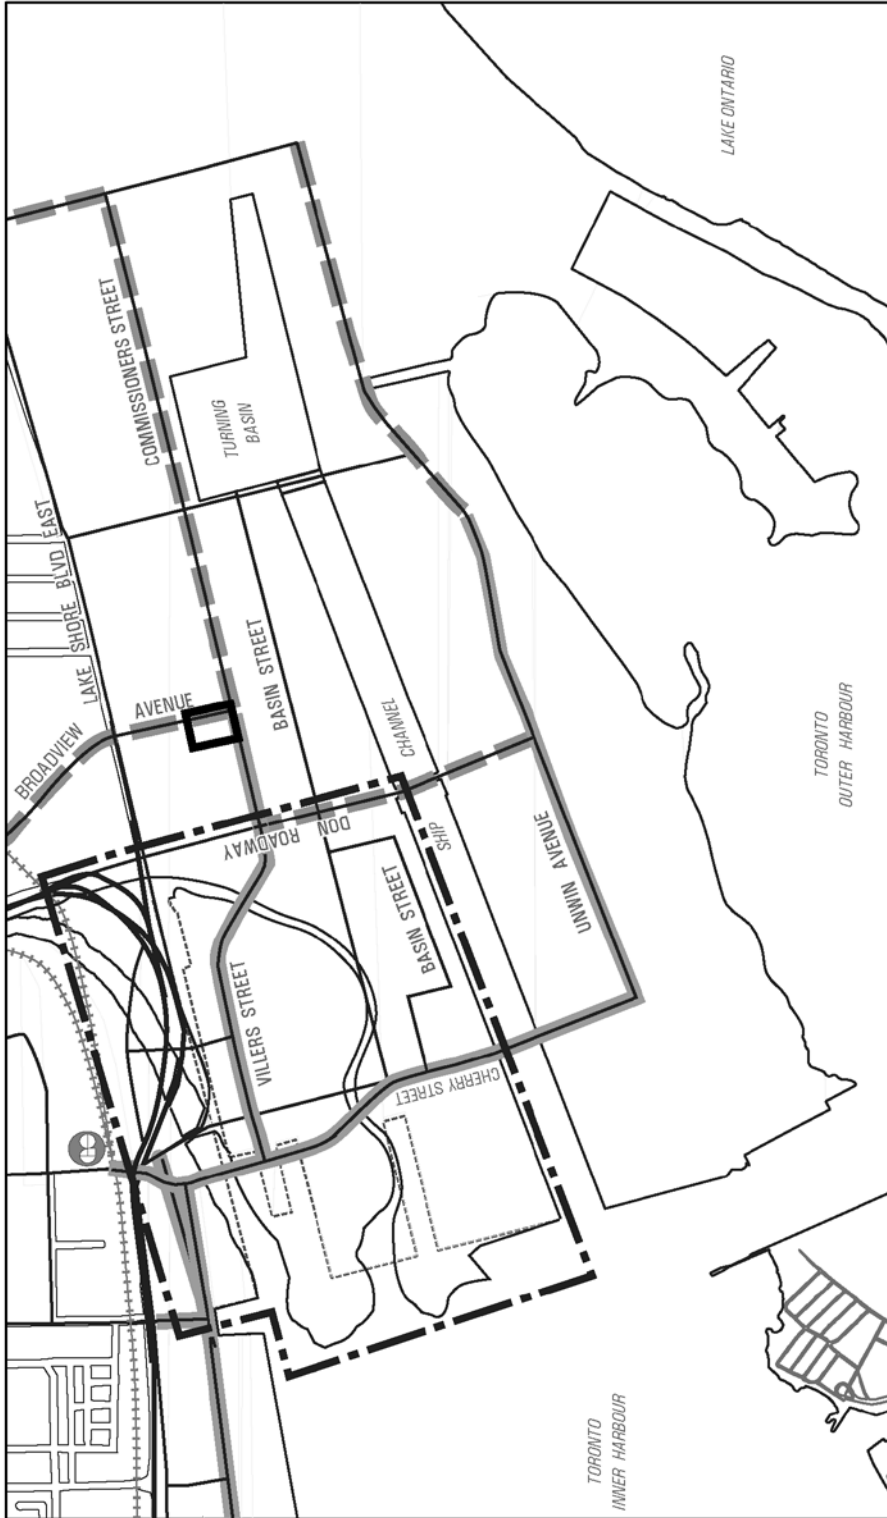 LAKE ONTARIO
COMMISSIONERS STREET
TURNING
BASIN
LAKE SHORE BLVD EAST
BROADVIEW
AVENUE
BASIN STREET
CHANNEL
SHIP
DON
ROADWAY
TORONTO
OUTER HARBOUR
UNWIN AVENUE
BASIN STREET
VILLERS STREET
CHERRY STREET
TORONTO
INNER HARBOUR